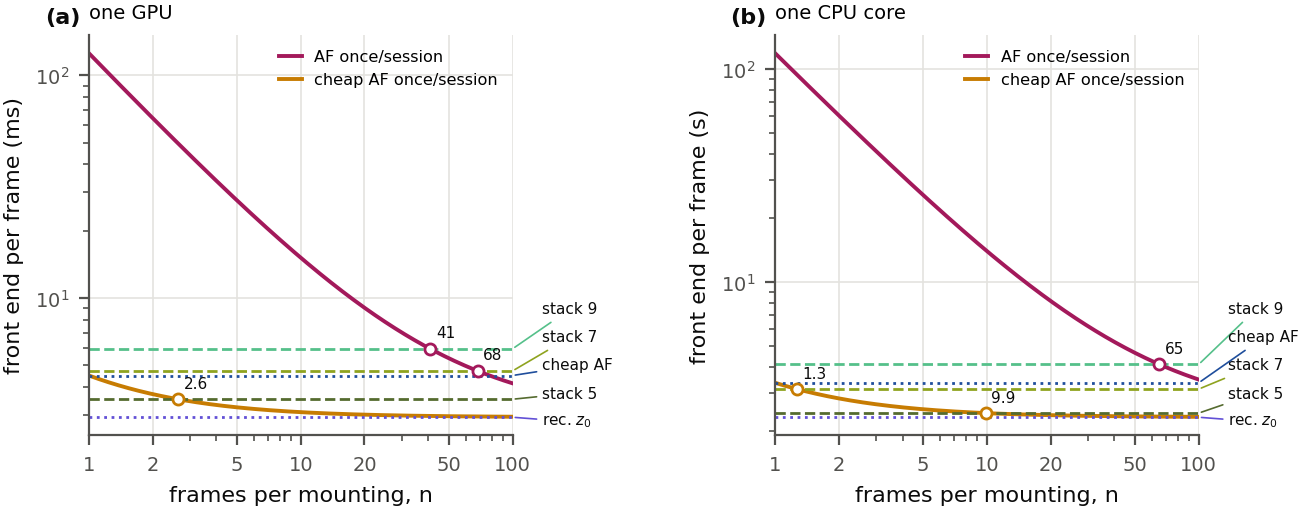 (a) one GPU
front end per frame (ms)
10²
10¹
AF once/session
cheap AF once/session
41
68
2.6
stack 9
stack 7
cheap AF
stack 5
rec. z₀
1 2 5 10 20 50 100
frames per mounting, n
(b) one CPU core
front end per frame (s)
10²
10¹
AF once/session
cheap AF once/session
65
1.3
9.9
stack 9
cheap AF
stack 7
stack 5
rec. z₀
1 2 5 10 20 50 100
frames per mounting, n